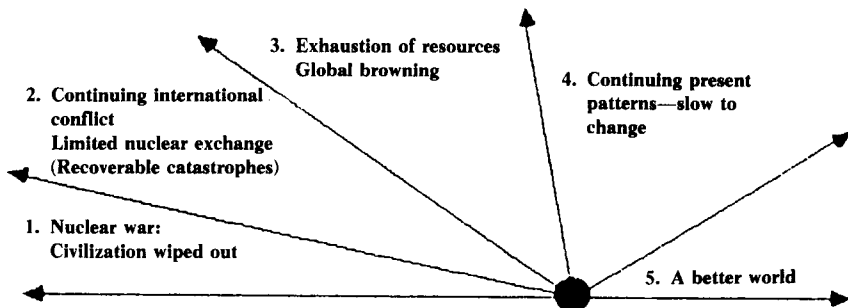 1. Nuclear war:
Civilization wiped out
2. Continuing international
conflict
Limited nuclear exchange
(Recoverable catastrophes)
3. Exhaustion of resources
Global browning
4. Continuing present
patterns—slow to
change
5. A better world